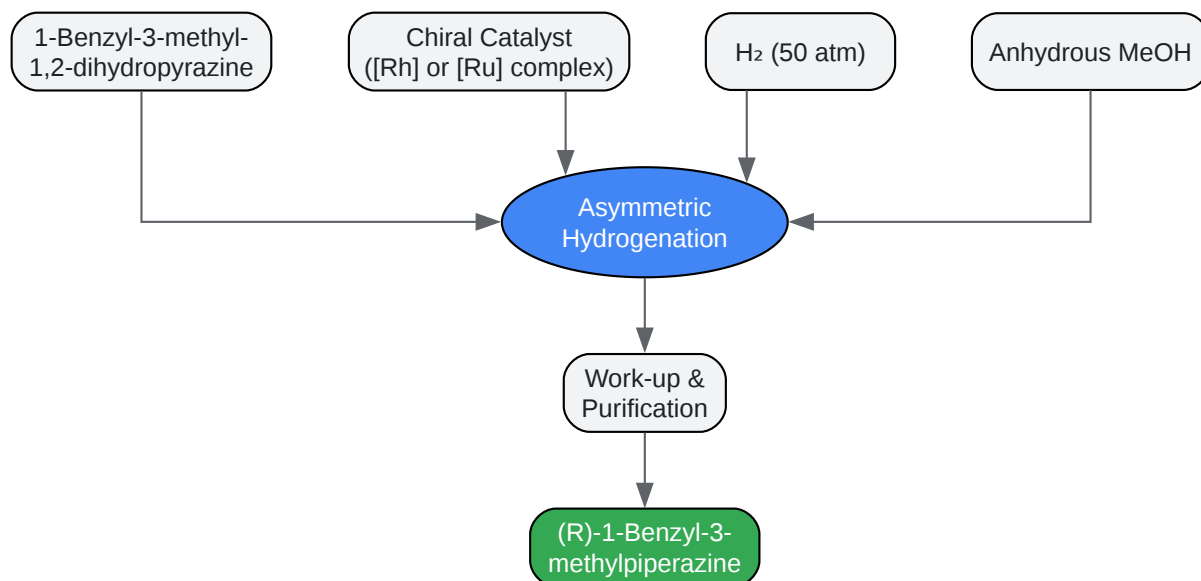 1-Benzyl-3-methyl-
1,2-dihydropyrazine
Chiral Catalyst
([Rh] or [Ru] complex)
H₂ (50 atm)
Anhydrous MeOH
Asymmetric
Hydrogenation
Work-up &
Purification
(R)-1-Benzyl-3-
methylpiperazine